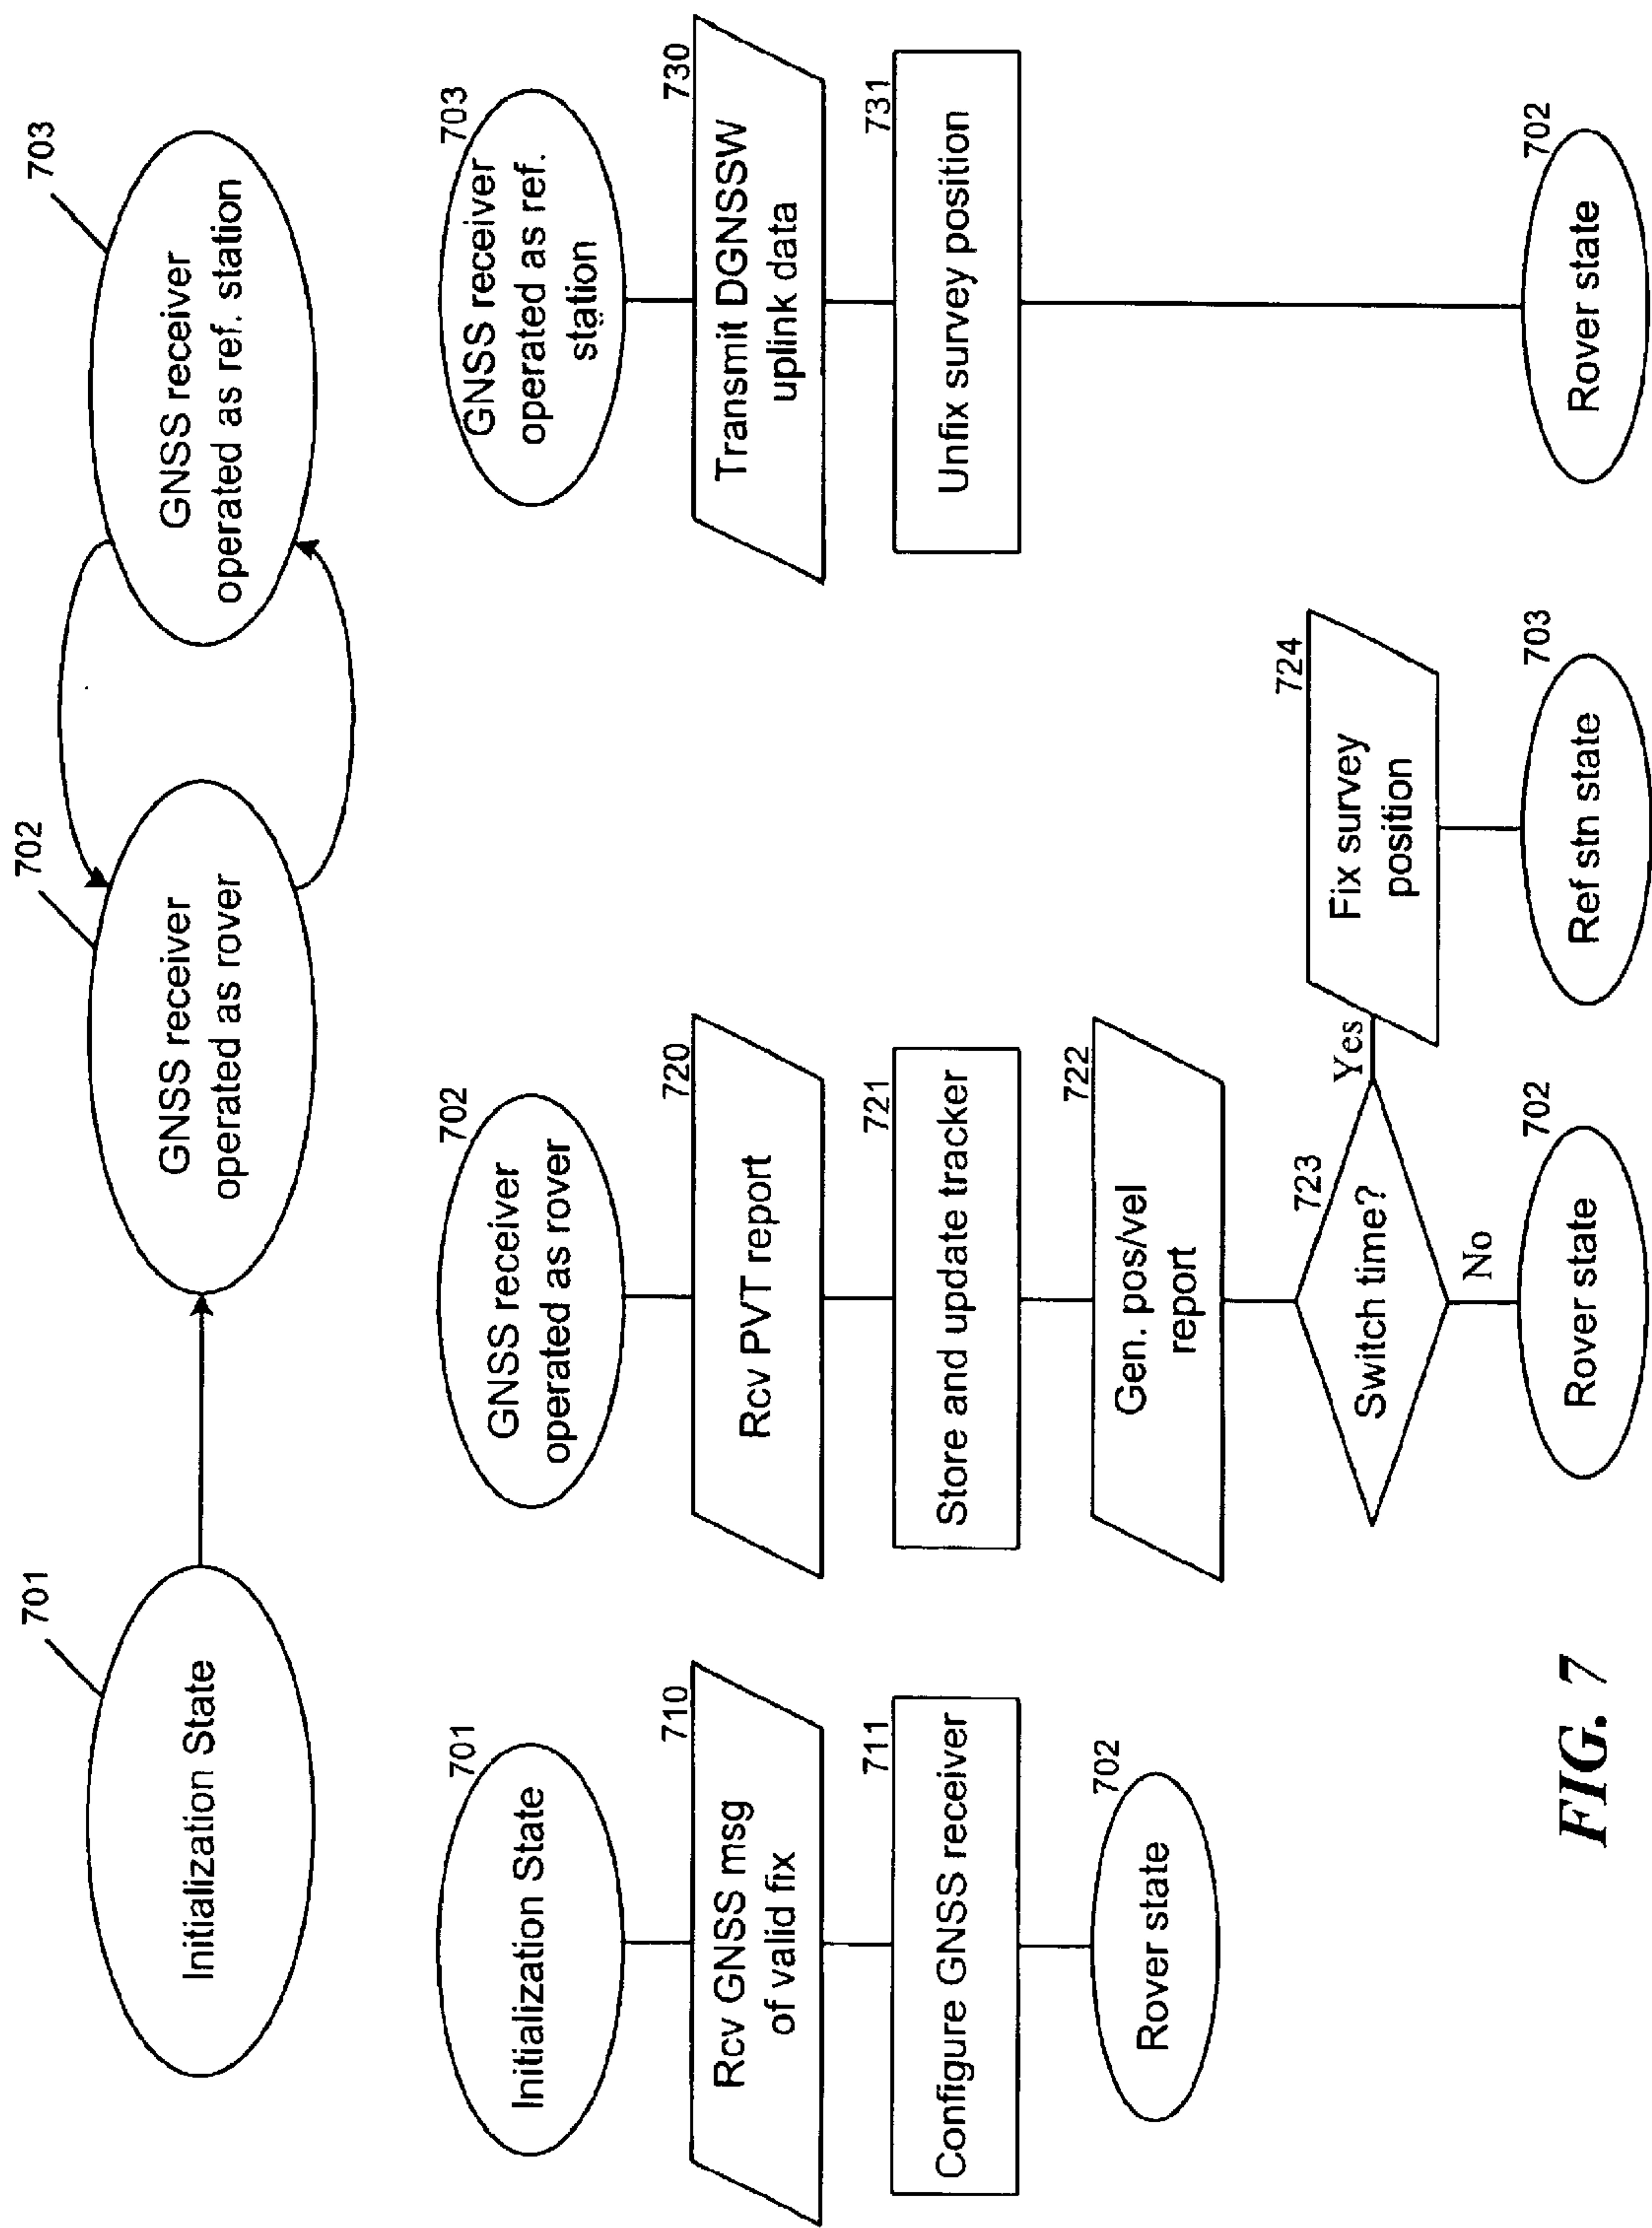 701
Initialization State
702
GNSS receiver
operated as rover
703
GNSS receiver
operated as ref. station
701
Initialization State
710
Rcv GNSS msg
of valid fix
711
Configure GNSS receiver
702
Rover state
702
GNSS receiver
operated as rover
720
Rcv PVT report
721
Store and update tracker
722
Gen. pos/vel
report
723
Switch time?
Yes
No
724
Fix survey
position
702
Rover state
703
Ref stn state
703
GNSS receiver
operated as ref.
station
730
Transmit DGNSSW
uplink data
731
Unfix survey position
702
Rover state
FIG. 7